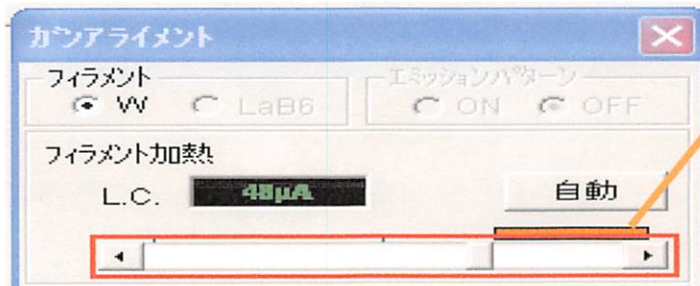 ガンアライメント
フィラメント
W
LaB6
エミッションパターン
ON
OFF
フィラメント加熱
L.C.
48μA
自動